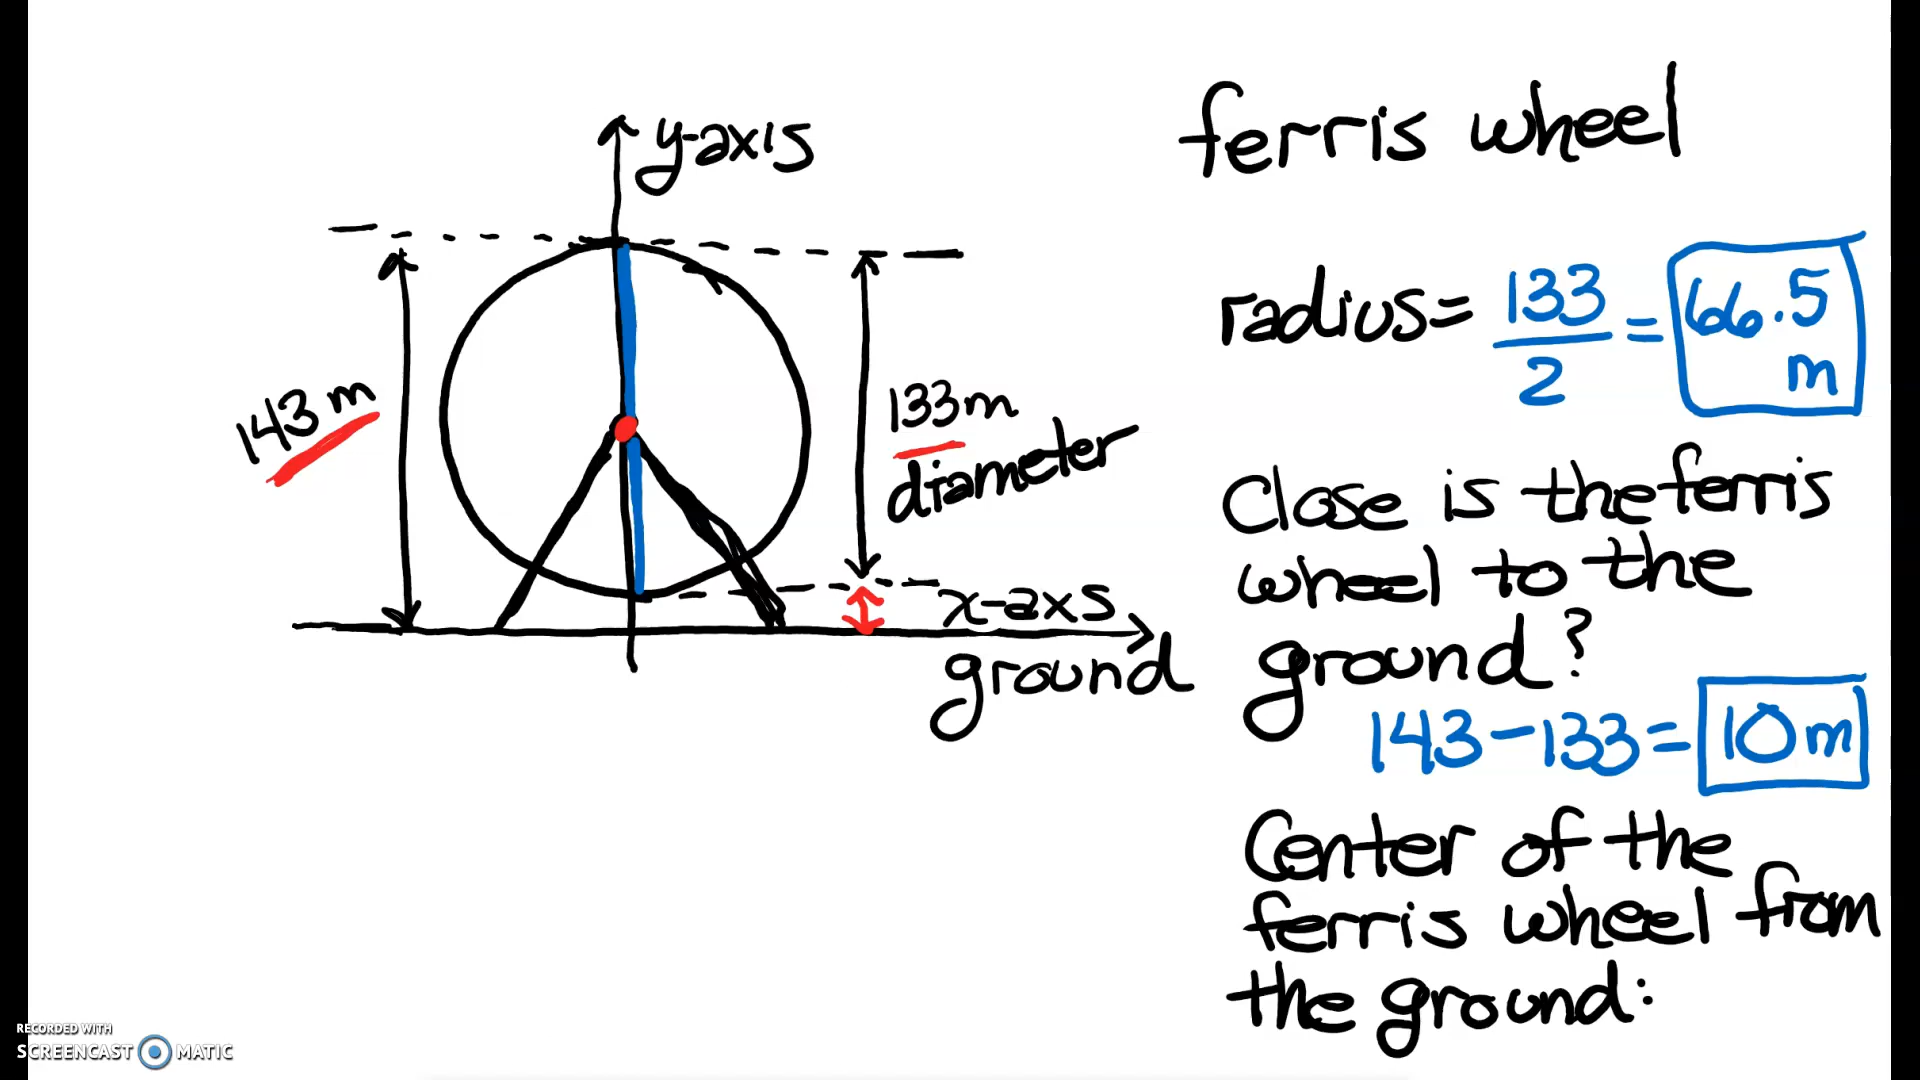 ferris wheel
y-axis
radius= 133/2 = 66.5 m
143 m
133m
diameter
Close is the ferris
wheel to the
ground?
x-axs
ground
143-133= 10m
Center of the
ferris wheel from
the ground:
RECORDED WITH
SCREENCAST MATIC